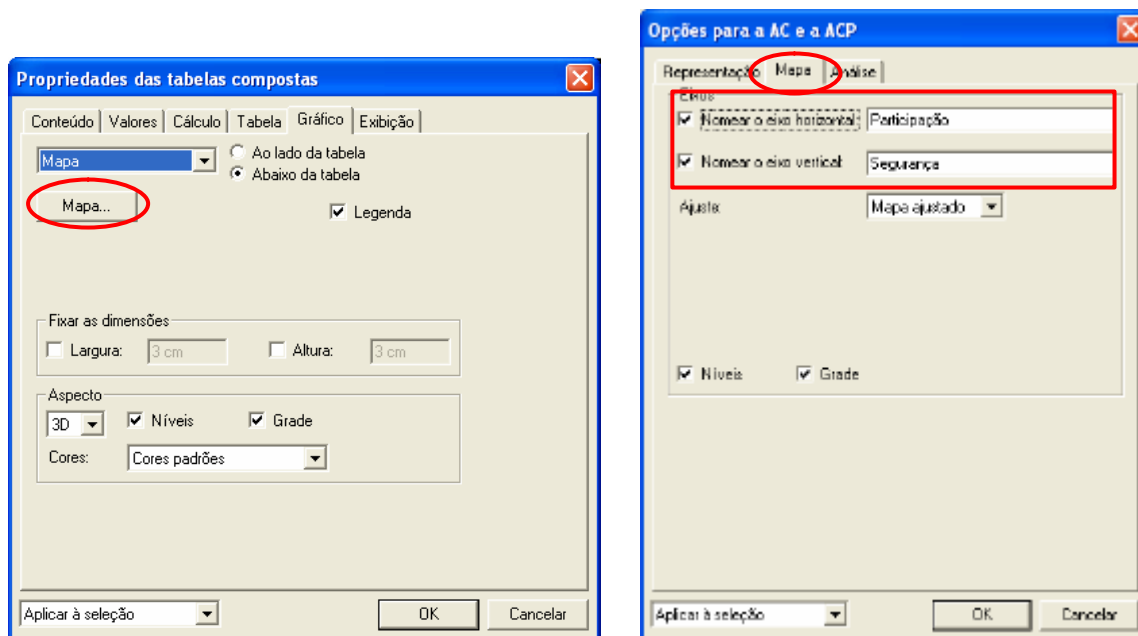 Propriedades das tabelas compostas
Conteúdo Valores Cálculo Tabela Gráfico Exibição
Mapa
Ao lado da tabela
Abaixo da tabela
Mapa...
Legenda
Fixar as dimensões
Largura: 3 cm Altura: 3 cm
Aspecto
3D Níveis Grade
Cores: Cores padrões
Aplicar à seleção OK Cancelar
Opções para a AC e a ACP
Representação Mapa Análise
Eixos
Nomear o eixo horizontal: Participação
Nomear o eixo vertical: Segurança
Ajuste: Mapa ajustado
Níveis Grade
Aplicar à seleção OK Cancelar